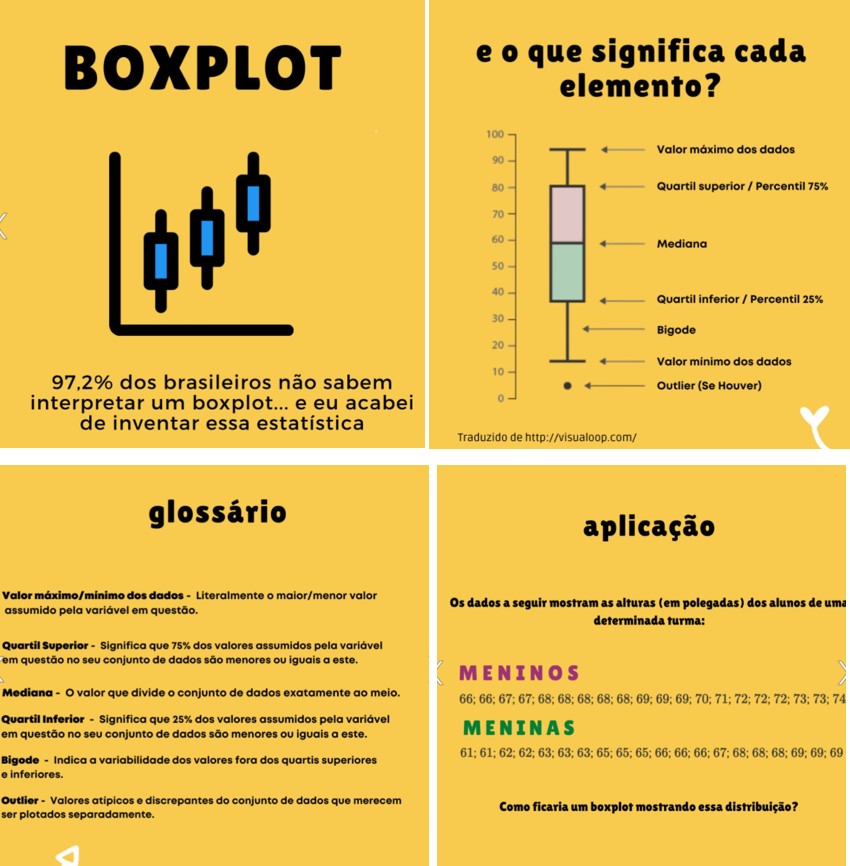 BOXPLOT
97,2% dos brasileiros não sabem
interpretar um boxplot... e eu acabei
de inventar essa estatística
e o que significa cada
elemento?
100
90
80
70
60
50
40
30
20
10
0
Valor máximo dos dados
Quartil superior / Percentil 75%
Mediana
Quartil inferior / Percentil 25%
Bigode
Valor mínimo dos dados
Outlier (Se Houver)
Traduzido de http://visualoop.com/
glossário
Valor máximo/mínimo dos dados - Literalmente o maior/menor valor
assumido pela variável em questão.
Quartil Superior - Significa que 75% dos valores assumidos pela variável
em questão no seu conjunto de dados são menores ou iguais a este.
Mediana - O valor que divide o conjunto de dados exatamente ao meio.
Quartil Inferior - Significa que 25% dos valores assumidos pela variável
em questão no seu conjunto de dados são menores ou iguais a este.
Bigode - Indica a variabilidade dos valores fora dos quartis superiores
e inferiores.
Outlier - Valores atípicos e discrepantes do conjunto de dados que merecem
ser plotados separadamente.
aplicação
Os dados a seguir mostram as alturas (em polegadas) dos alunos de uma
determinada turma:
MENINOS
66; 66; 67; 67; 68; 68; 68; 68; 68; 69; 69; 69; 70; 71; 72; 72; 72; 73; 73; 74
MENINAS
61; 61; 62; 62; 63; 63; 63; 65; 65; 65; 66; 66; 66; 67; 68; 68; 68; 69; 69; 69
Como ficaria um boxplot mostrando essa distribuição?